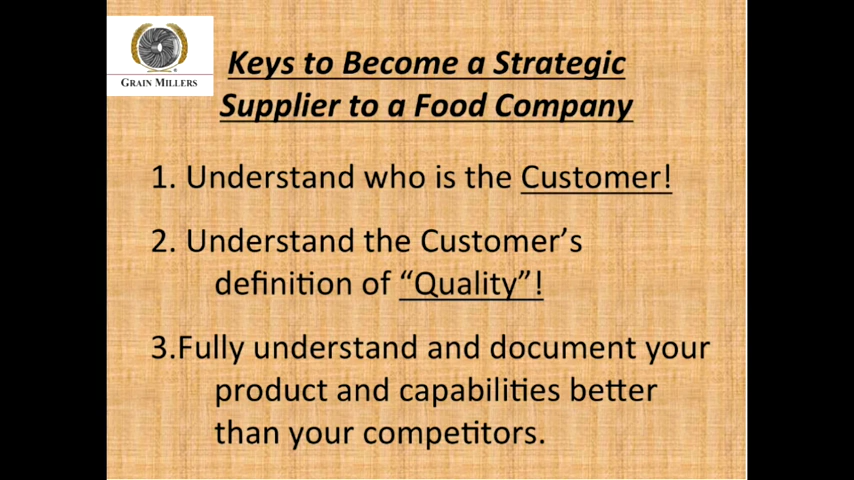 GRAIN MILLERS
Keys to Become a Strategic
Supplier to a Food Company
1. Understand who is the Customer!
2. Understand the Customer’s
definition of “Quality”!
3.Fully understand and document your
product and capabilities better
than your competitors.